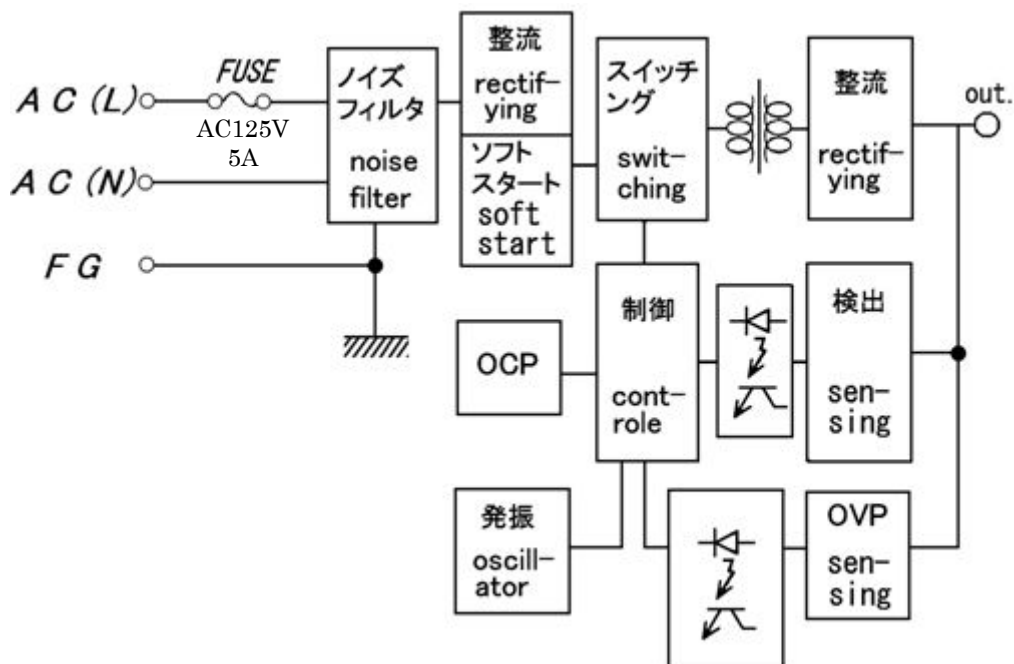 AC(L)
FUSE
AC125V
5A
AC(N)
FG
ノイズ
フィルタ
noise
filter
整流
rectif-
ying
ソフト
スタート
soft
start
スイッチ
ング
swit-
ching
整流
rectif-
ying
out.
OCP
制御
cont-
role
検出
sen-
sing
発振
oscill-
ator
OVP
sen-
sing